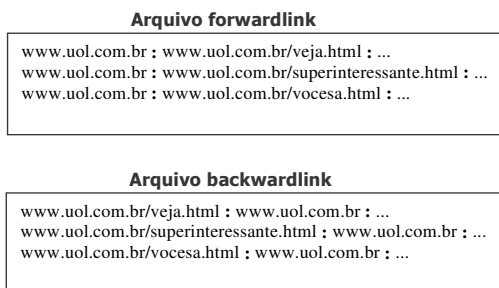 Arquivo forwardlink
www.uol.com.br : www.uol.com.br/veja.html : ...
www.uol.com.br : www.uol.com.br/superinteressante.html : ...
www.uol.com.br : www.uol.com.br/vocesa.html : ...
Arquivo backwardlink
www.uol.com.br/veja.html : www.uol.com.br : ...
www.uol.com.br/superinteressante.html : www.uol.com.br : ...
www.uol.com.br/vocesa.html : www.uol.com.br : ...